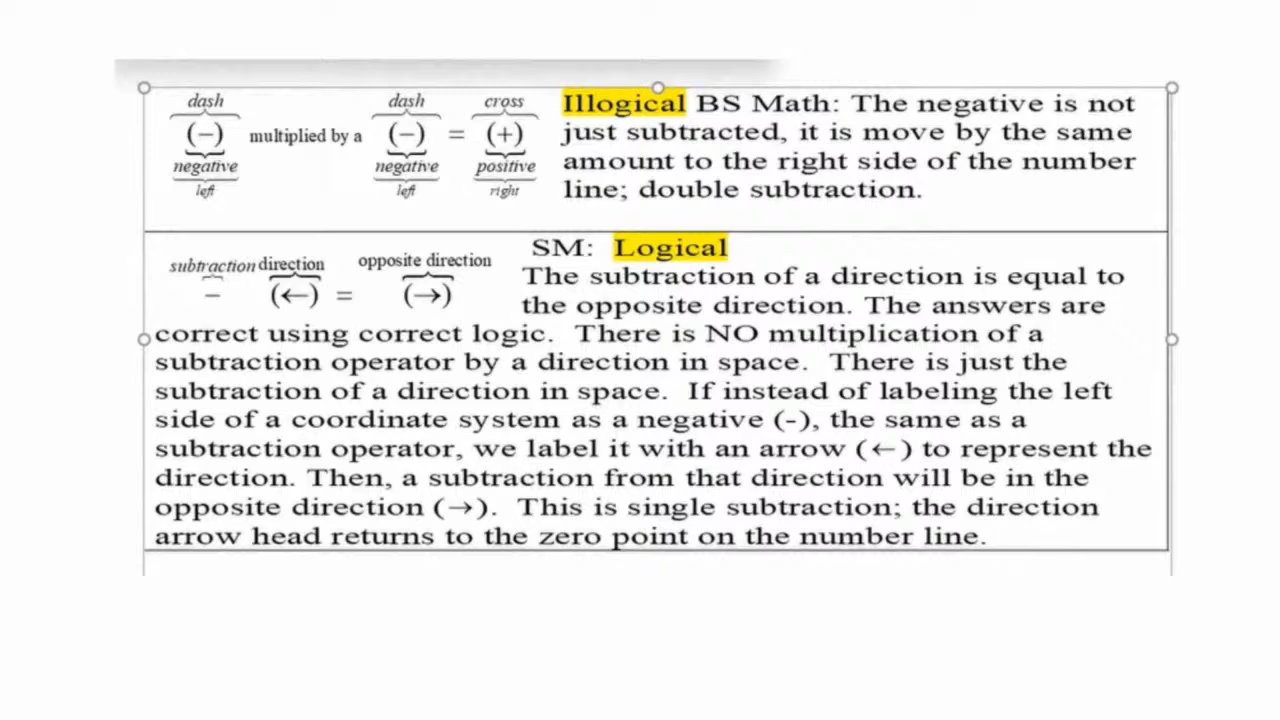 dash dash cross
(−) multiplied by a (−) = (+)
negative negative positive
left left right
Illogical BS Math: The negative is not
just subtracted, it is move by the same
amount to the right side of the number
line; double subtraction.
SM: Logical
subtraction direction opposite direction
− (←) = (→)
The subtraction of a direction is equal to
the opposite direction. The answers are
correct using correct logic. There is NO multiplication of a
subtraction operator by a direction in space. There is just the
subtraction of a direction in space. If instead of labeling the left
side of a coordinate system as a negative (-), the same as a
subtraction operator, we label it with an arrow (←) to represent the
direction. Then, a subtraction from that direction will be in the
opposite direction (→). This is single subtraction; the direction
arrow head returns to the zero point on the number line.